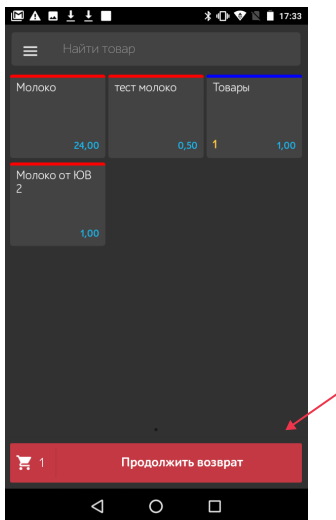 17:33
Найти товар
Молоко
24,00
тест молоко
0,50
Товары
1 1,00
Молоко от ЮВ
2
1,00
1 Продолжить возврат